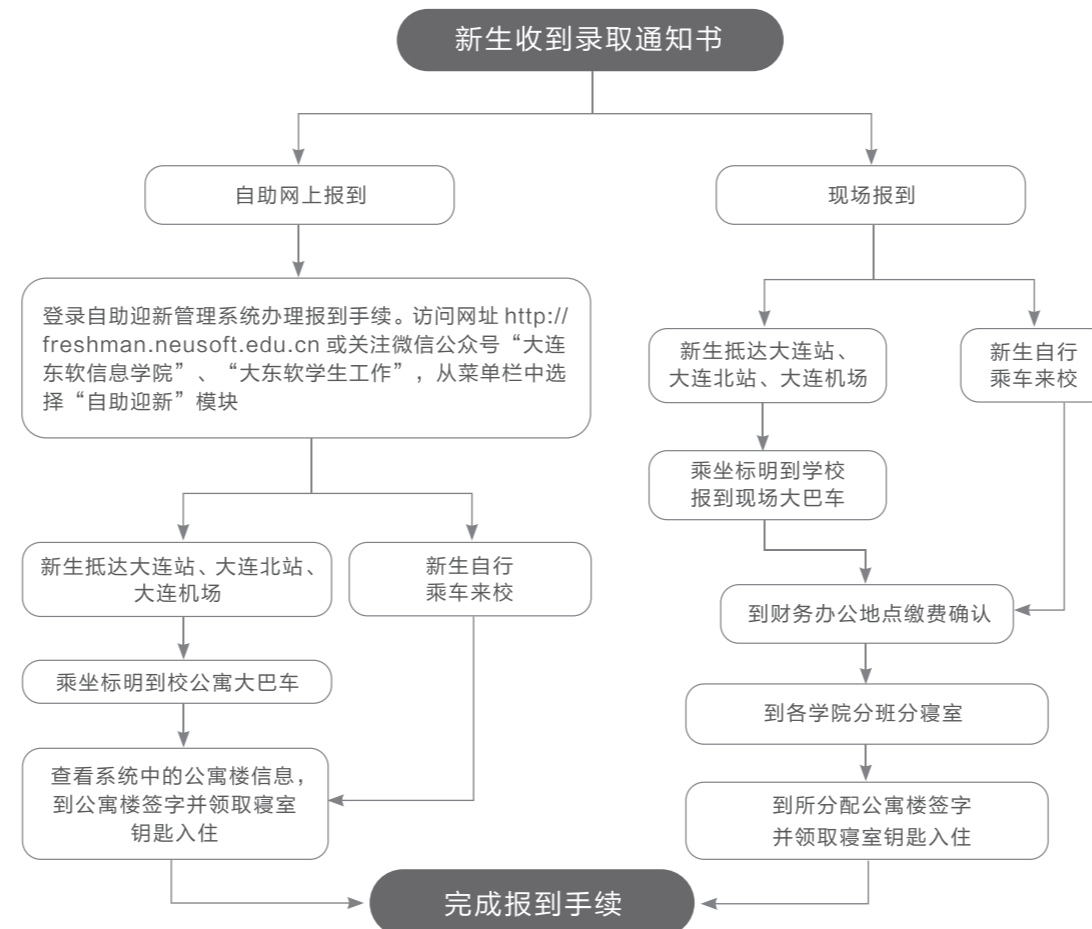 新生收到录取通知书
自助网上报到
现场报到
登录自助迎新管理系统办理报到手续。访问网址 http://
freshman.neusoft.edu.cn 或关注微信公众号“大连
东软信息学院”、“大东软学生工作”，从菜单栏中选
择“自助迎新”模块
新生抵达大连站、
大连北站、大连机场
新生自行
乘车来校
乘坐标明到学校
报到现场大巴车
新生抵达大连站、大连北站、
大连机场
新生自行
乘车来校
到财务办公地点缴费确认
乘坐标明到校公寓大巴车
到各学院分班分寝室
查看系统中的公寓楼信息，
到公寓楼签字并领取寝室
钥匙入住
到所分配公寓楼签字
并领取寝室钥匙入住
完成报到手续